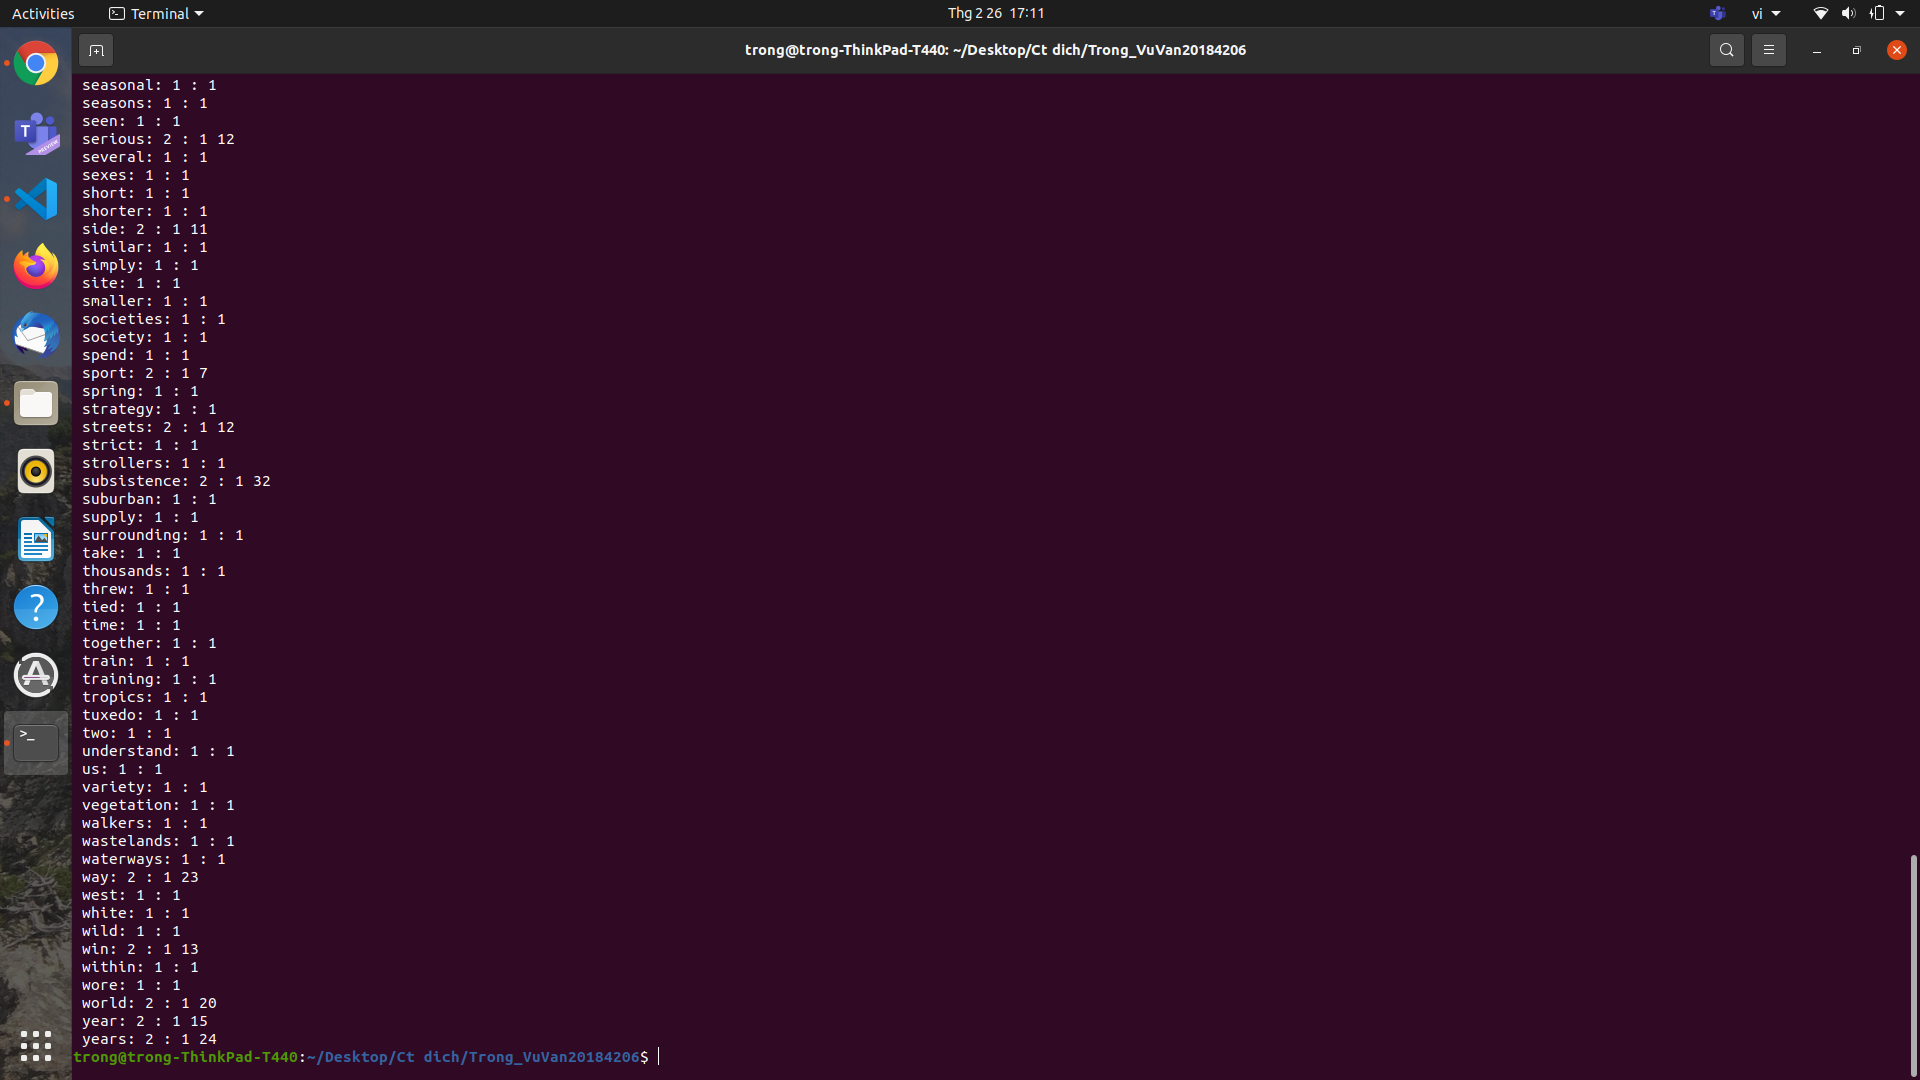 Activities
Terminal
Thg 2 26 17:11
vi
trong@trong-ThinkPad-T440: ~/Desktop/Ct dich/Trong_VuVan20184206
seasonal: 1 : 1
seasons: 1 : 1
seen: 1 : 1
serious: 2 : 1 12
several: 1 : 1
sexes: 1 : 1
short: 1 : 1
shorter: 1 : 1
side: 2 : 1 11
similar: 1 : 1
simply: 1 : 1
site: 1 : 1
smaller: 1 : 1
societies: 1 : 1
society: 1 : 1
spend: 1 : 1
sport: 2 : 1 7
spring: 1 : 1
strategy: 1 : 1
streets: 2 : 1 12
strict: 1 : 1
strollers: 1 : 1
subsistence: 2 : 1 32
suburban: 1 : 1
supply: 1 : 1
surrounding: 1 : 1
take: 1 : 1
thousands: 1 : 1
threw: 1 : 1
tied: 1 : 1
time: 1 : 1
together: 1 : 1
train: 1 : 1
training: 1 : 1
tropics: 1 : 1
tuxedo: 1 : 1
two: 1 : 1
understand: 1 : 1
us: 1 : 1
variety: 1 : 1
vegetation: 1 : 1
walkers: 1 : 1
wastelands: 1 : 1
waterways: 1 : 1
way: 2 : 1 23
west: 1 : 1
white: 1 : 1
wild: 1 : 1
win: 2 : 1 13
within: 1 : 1
wore: 1 : 1
world: 2 : 1 20
year: 2 : 1 15
years: 2 : 1 24
trong@trong-ThinkPad-T440:~/Desktop/Ct dich/Trong_VuVan20184206$